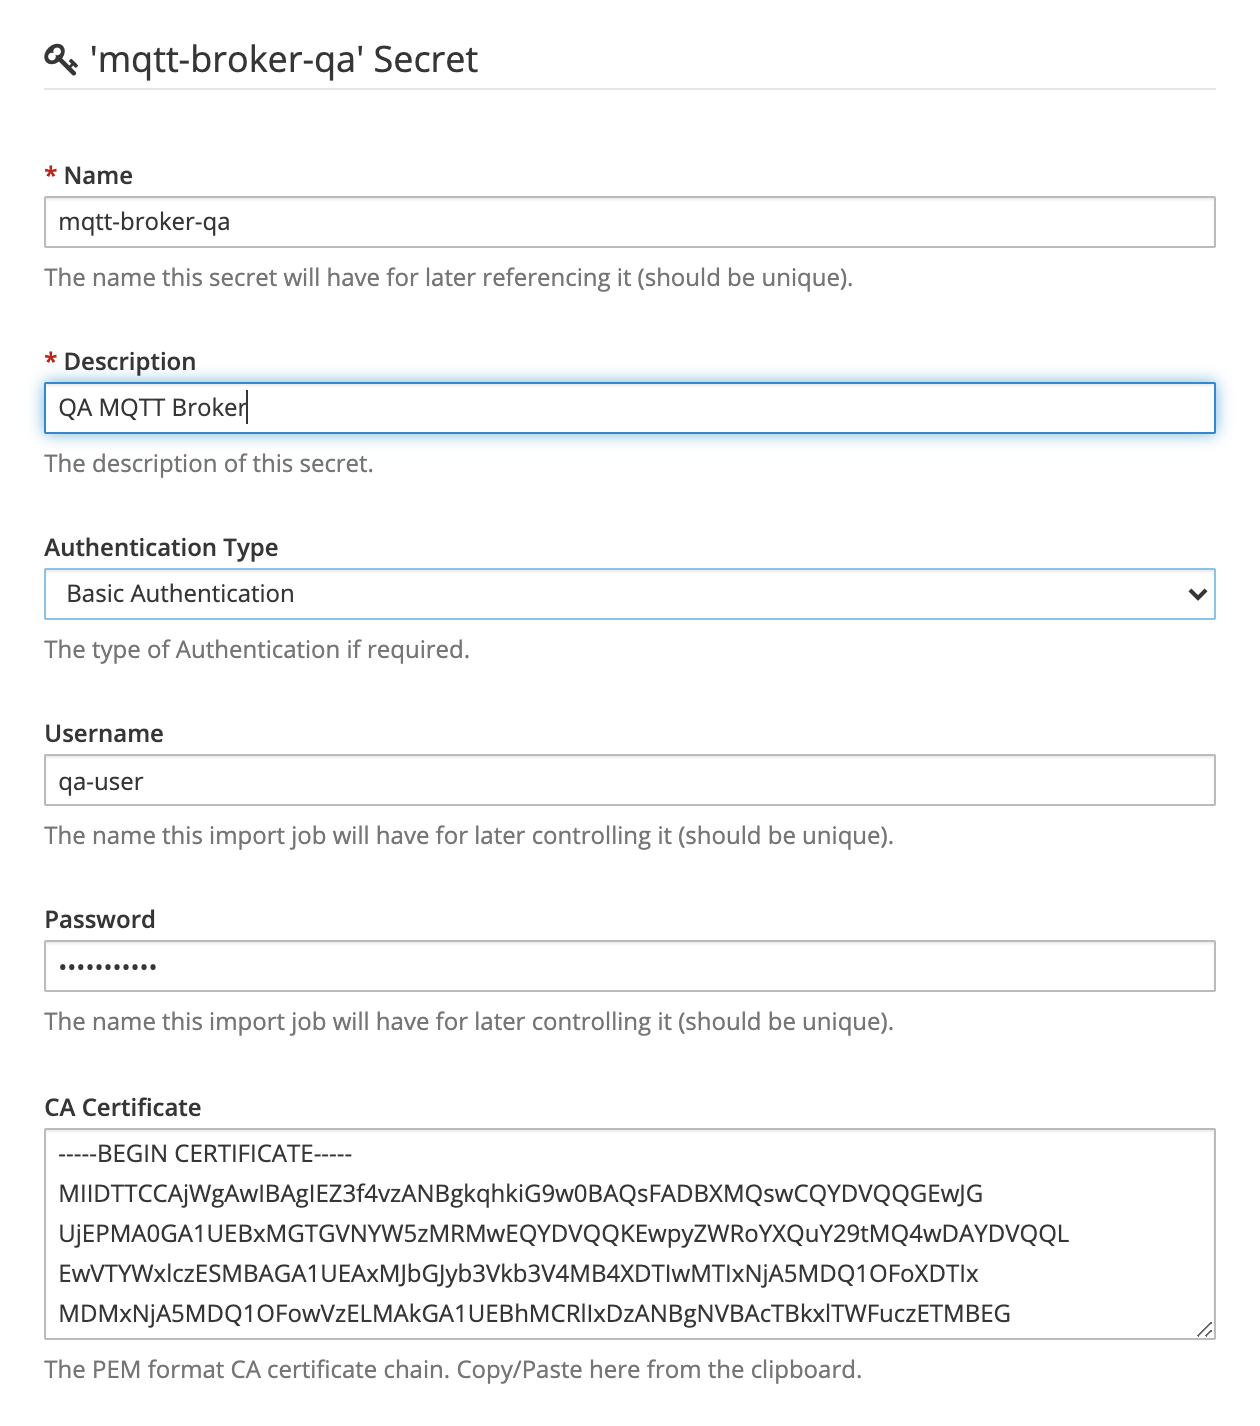 'mqtt-broker-qa' Secret
* Name
mqtt-broker-qa
The name this secret will have for later referencing it (should be unique).
* Description
QA MQTT Broker
The description of this secret.
Authentication Type
Basic Authentication
The type of Authentication if required.
Username
qa-user
The name this import job will have for later controlling it (should be unique).
Password
•••••••••••
The name this import job will have for later controlling it (should be unique).
CA Certificate
-----BEGIN CERTIFICATE-----
MIIDTTCCAjWgAwIBAgIEZ3f4vzANBgkqhkiG9w0BAQsFADBXMQswCQYDVQQGEwJG
UjEPMA0GA1UEBxMGTGVNYW5zMRMwEQYDVQQKEwpyZWRoYXQuY29tMQ4wDAYDVQQL
EwVTYWxlczESMBAGA1UEAxMJbGJyb3Vkb3V4MB4XDTIwMTIxNjA5MDQ1OFoXDTIx
MDMxNjA5MDQ1OFowVzELMAkGA1UEBhMCRlIxDzANBgNVBAcTBkxlTWFuczETMBEG
The PEM format CA certificate chain. Copy/Paste here from the clipboard.